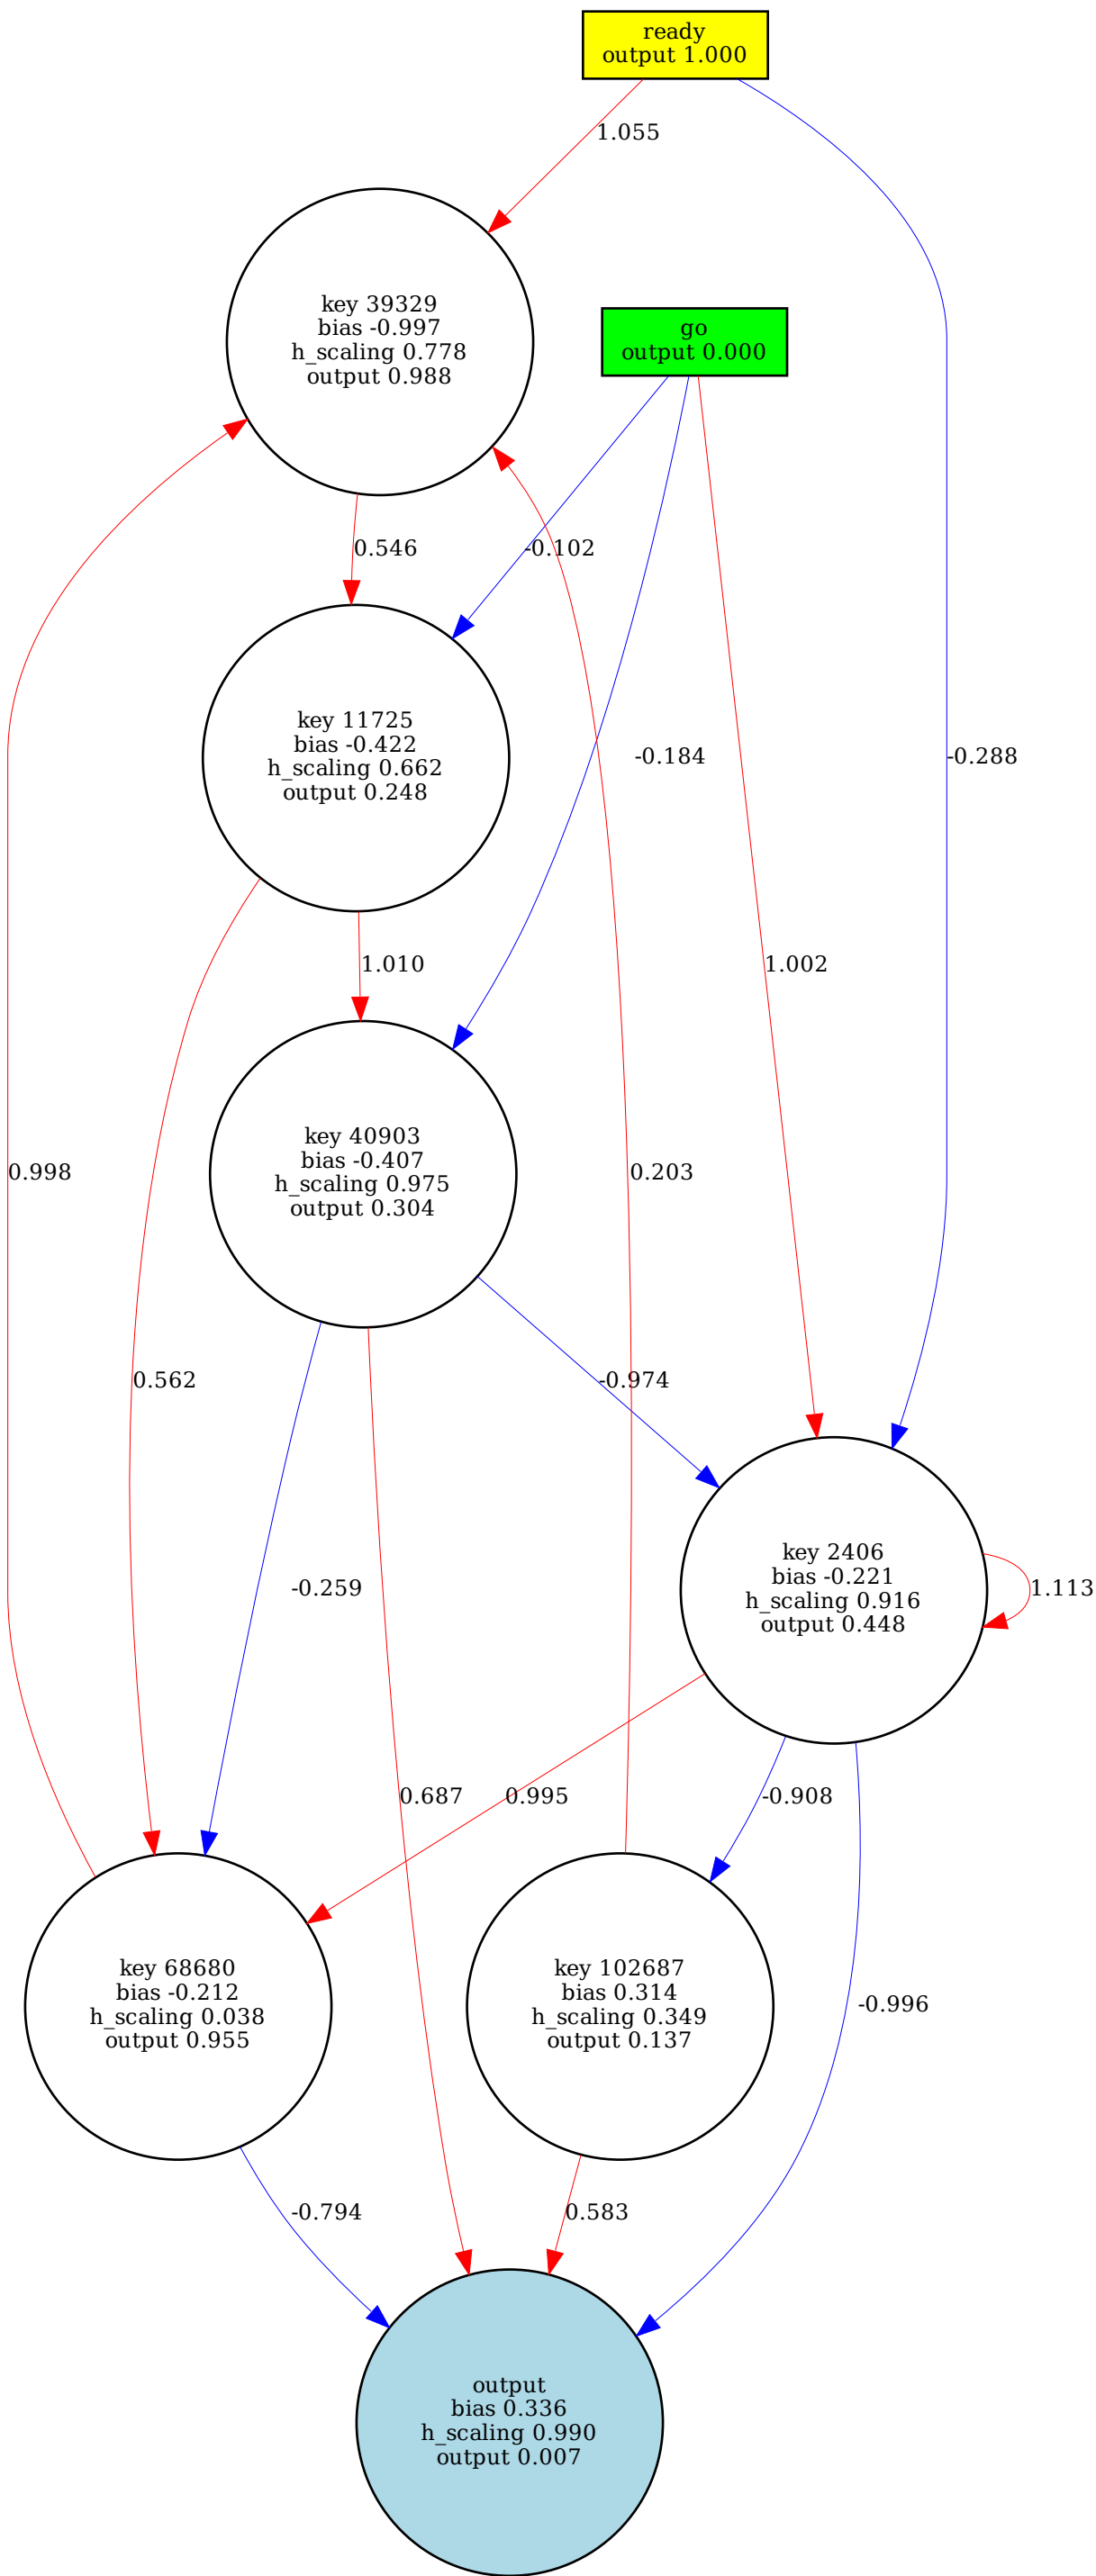 ready
output 1.000
1.055
key 39329
bias -0.997
h_scaling 0.778
output 0.988
go
output 0.000
0.546
-0.102
key 11725
bias -0.422
h_scaling 0.662
output 0.248
-0.184
-0.288
1.010
1.002
key 40903
bias -0.407
h_scaling 0.975
output 0.304
0.998
0.203
0.562
-0.974
key 2406
bias -0.221
h_scaling 0.916
output 0.448
-0.259
1.113
0.687
0.995
-0.908
key 68680
bias -0.212
h_scaling 0.038
output 0.955
key 102687
bias 0.314
h_scaling 0.349
output 0.137
-0.996
-0.794
0.583
output
bias 0.336
h_scaling 0.990
output 0.007